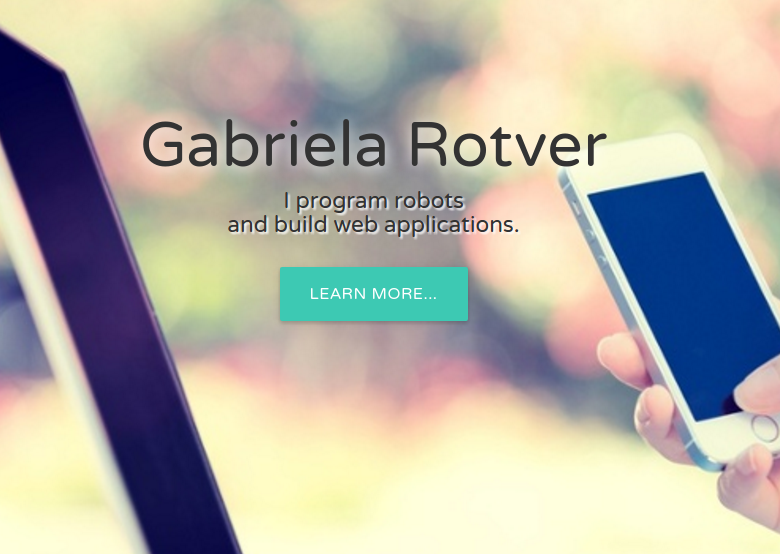 Gabriela Rotver
I program robots
and build web applications.
LEARN MORE...